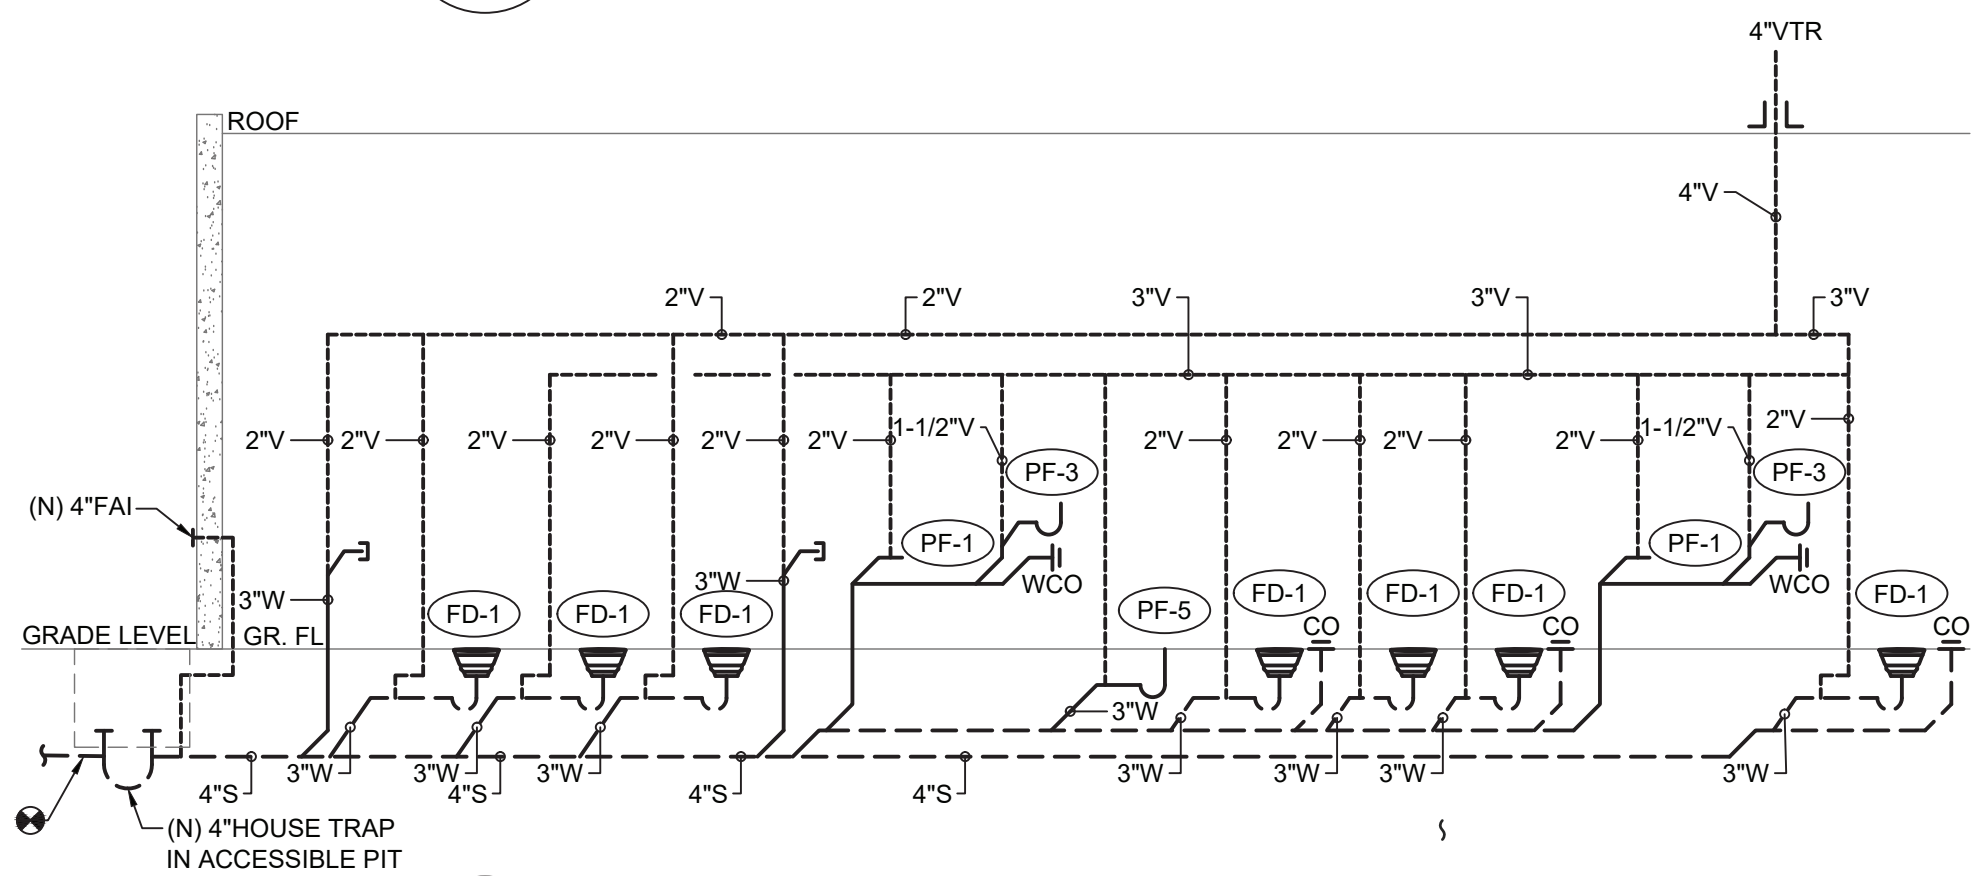 4"VTR
ROOF
4"V
2"V
2"V
3"V
3"V
3"V
2"V
2"V
2"V
2"V
2"V
2"V
1-1/2"V
2"V
2"V
2"V
2"V
1-1/2"V
2"V
PF-3
PF-3
(N) 4"FAI
PF-1
PF-1
3"W
WCO
WCO
3"W
FD-1
FD-1
FD-1
PF-5
FD-1
FD-1
FD-1
FD-1
GRADE LEVEL
GR. FL
CO
CO
CO
3"W
3"W
3"W
3"W
3"W
3"W
3"W
3"W
4"S
4"S
4"S
4"S
(N) 4"HOUSE TRAP
IN ACCESSIBLE PIT